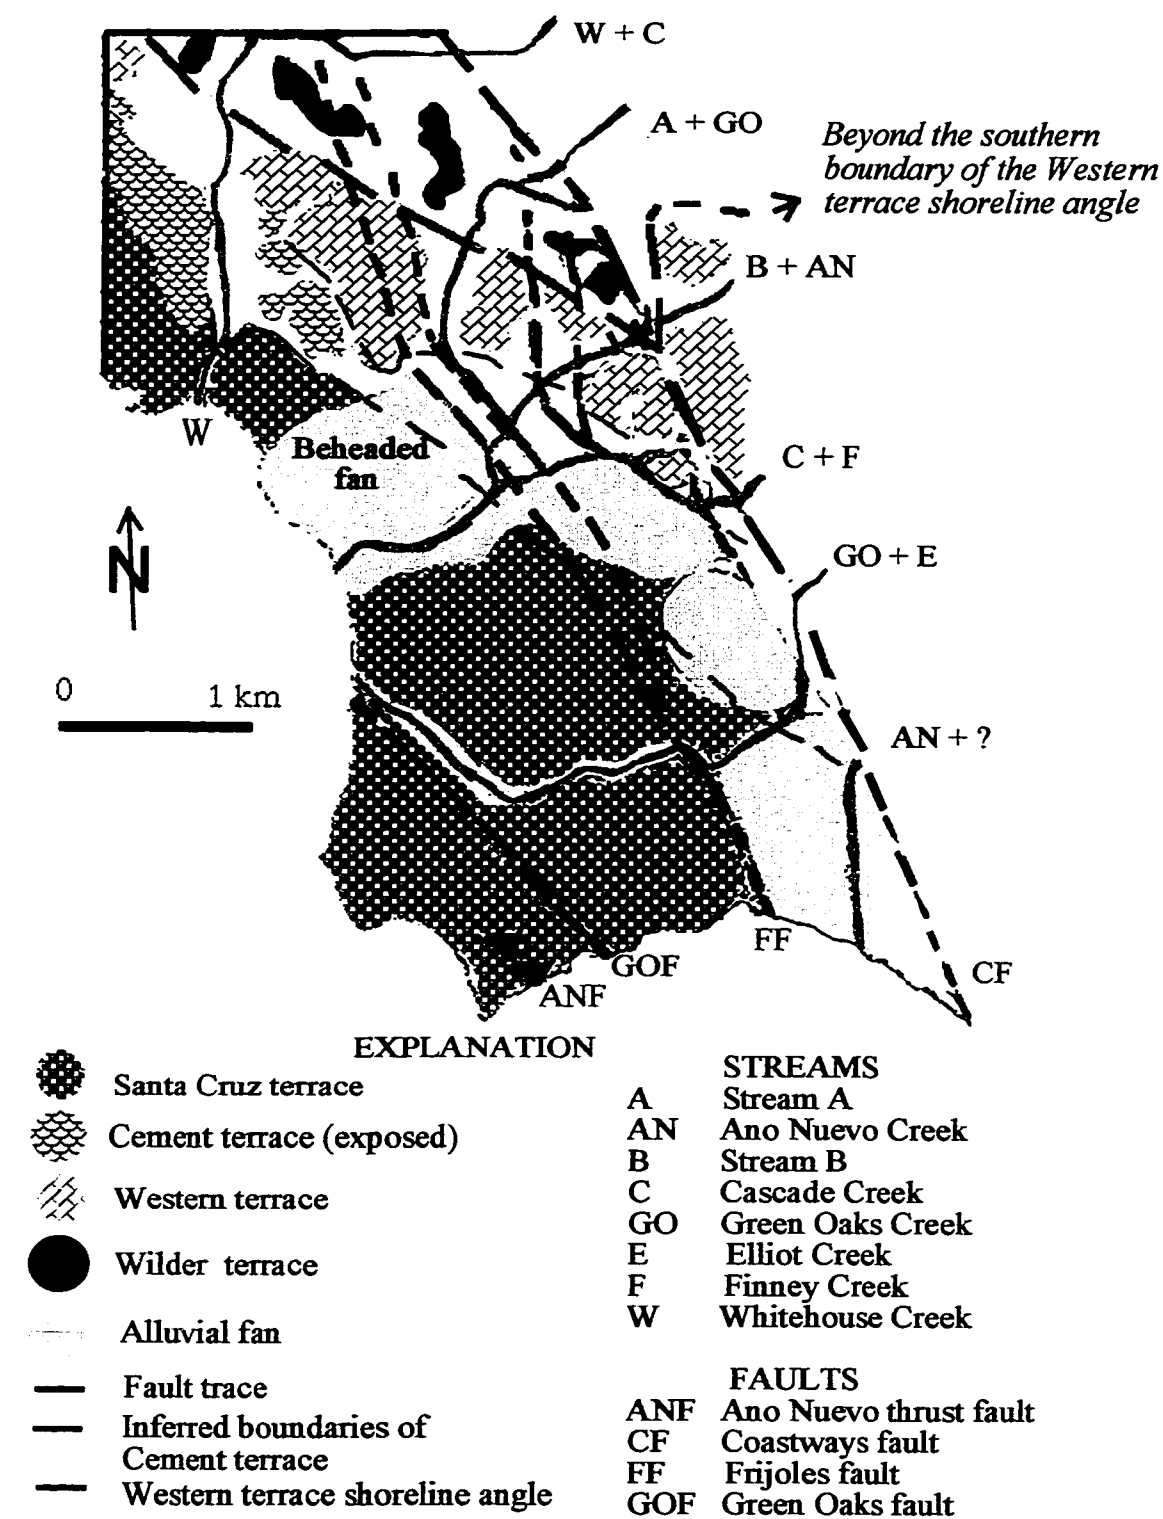 W + C
A + GO
Beyond the southern
boundary of the Western
terrace shoreline angle
B + AN
W
Beheaded
fan
C + F
N
GO + E
0 1 km
AN + ?
FF
GOF
CF
ANF
EXPLANATION
Santa Cruz terrace
Cement terrace (exposed)
Western terrace
Wilder terrace
Alluvial fan
Fault trace
Inferred boundaries of
Cement terrace
Western terrace shoreline angle
STREAMS
A Stream A
AN Ano Nuevo Creek
B Stream B
C Cascade Creek
GO Green Oaks Creek
E Elliot Creek
F Finney Creek
W Whitehouse Creek
FAULTS
ANF Ano Nuevo thrust fault
CF Coastways fault
FF Frijoles fault
GOF Green Oaks fault